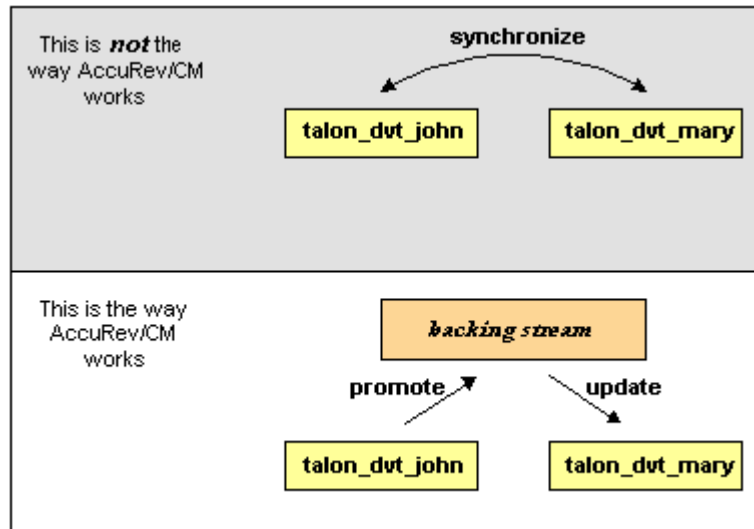 This is not the
way AccuRev/CM
works
synchronize
talon_dvt_john
talon_dvt_mary
This is the way
AccuRev/CM
works
backing stream
promote
update
talon_dvt_john
talon_dvt_mary